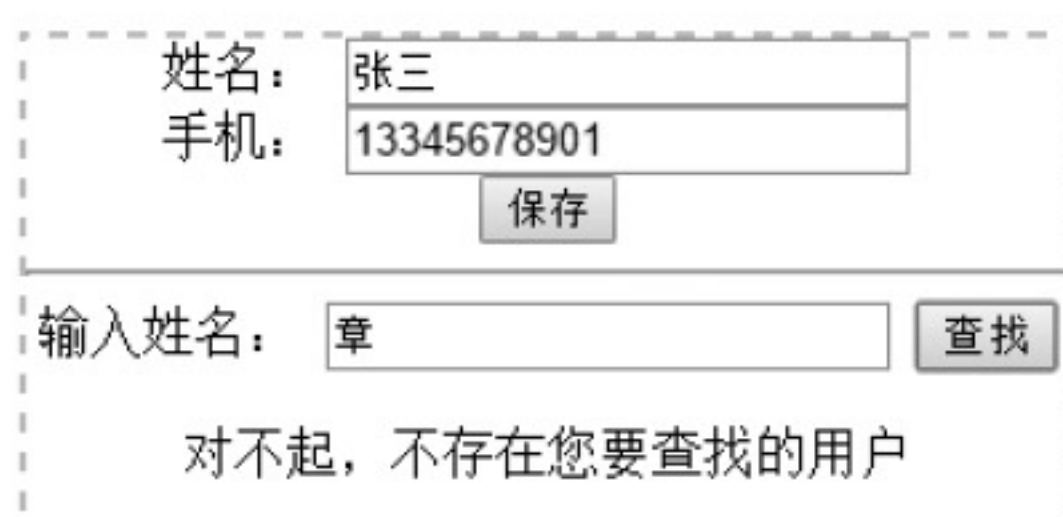 姓名： 张三
手机： 13345678901
保存
输入姓名： 章 查找
对不起，不存在您要查找的用户